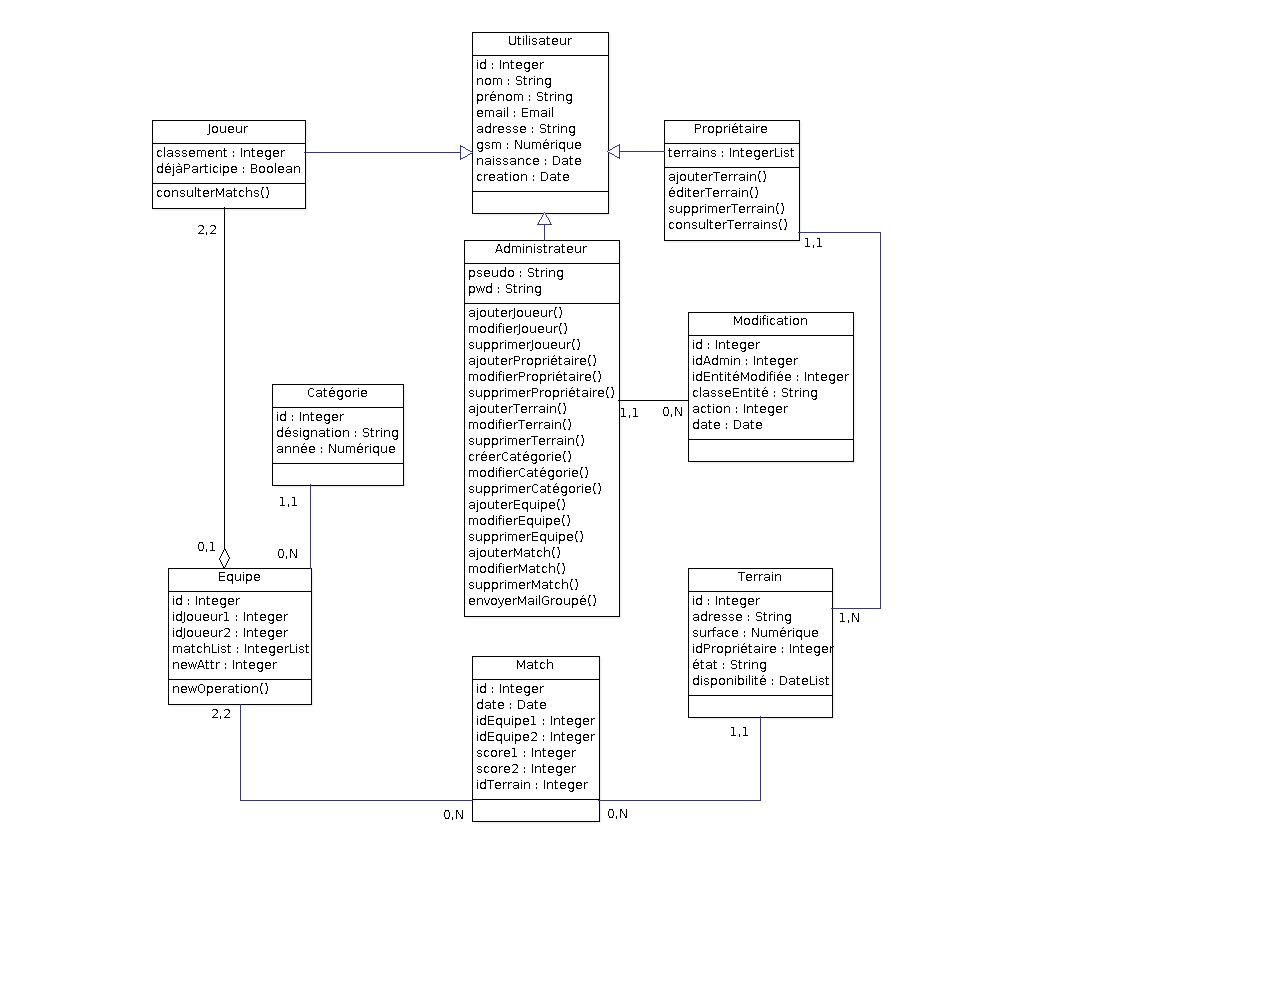 Utilisateur
id : Integer
nom : String
prénom : String
email : Email
adresse : String
gsm : Numérique
naissance : Date
creation : Date
Joueur
classement : Integer
déjàParticipe : Boolean
consulterMatchs()
2,2
Propriétaire
terrains : IntegerList
ajouterTerrain()
éditerTerrain()
supprimerTerrain()
consulterTerrains()
1,1
Administrateur
pseudo : String
pwd : String
ajouterJoueur()
modifierJoueur()
supprimerJoueur()
ajouterPropriétaire()
modifierPropriétaire()
supprimerPropriétaire()
ajouterTerrain()
modifierTerrain()
supprimerTerrain()
créerCatégorie()
modifierCatégorie()
supprimerCatégorie()
ajouterEquipe()
modifierEquipe()
supprimerEquipe()
ajouterMatch()
modifierMatch()
supprimerMatch()
envoyerMailGroupé()
1,1
0,N
Modification
id : Integer
idAdmin : Integer
idEntitéModifiée : Integer
classeEntité : String
action : Integer
date : Date
Catégorie
id : Integer
désignation : String
année : Numérique
1,1
0,N
0,1
Equipe
id : Integer
idJoueur1 : Integer
idJoueur2 : Integer
matchList : IntegerList
newAttr : Integer
newOperation()
2,2
Terrain
id : Integer
adresse : String
surface : Numérique
idPropriétaire : Integer
état : String
disponibilité : DateList
1,N
1,1
Match
id : Integer
date : Date
idEquipe1 : Integer
idEquipe2 : Integer
score1 : Integer
score2 : Integer
idTerrain : Integer
0,N
0,N